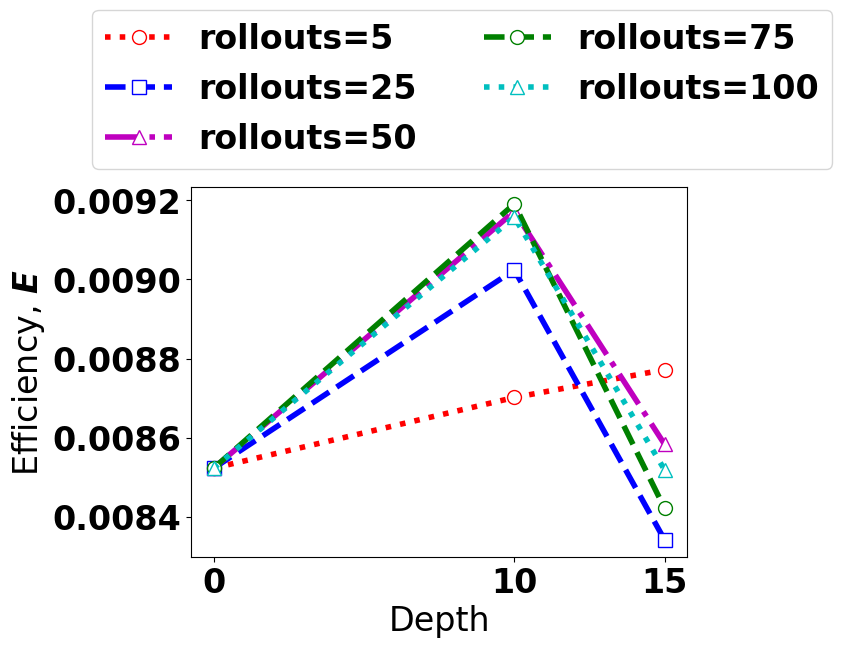 rollouts=5
rollouts=25
rollouts=50
rollouts=75
rollouts=100
Efficiency, E
0.0092
0.0090
0.0088
0.0086
0.0084
0
10
15
Depth